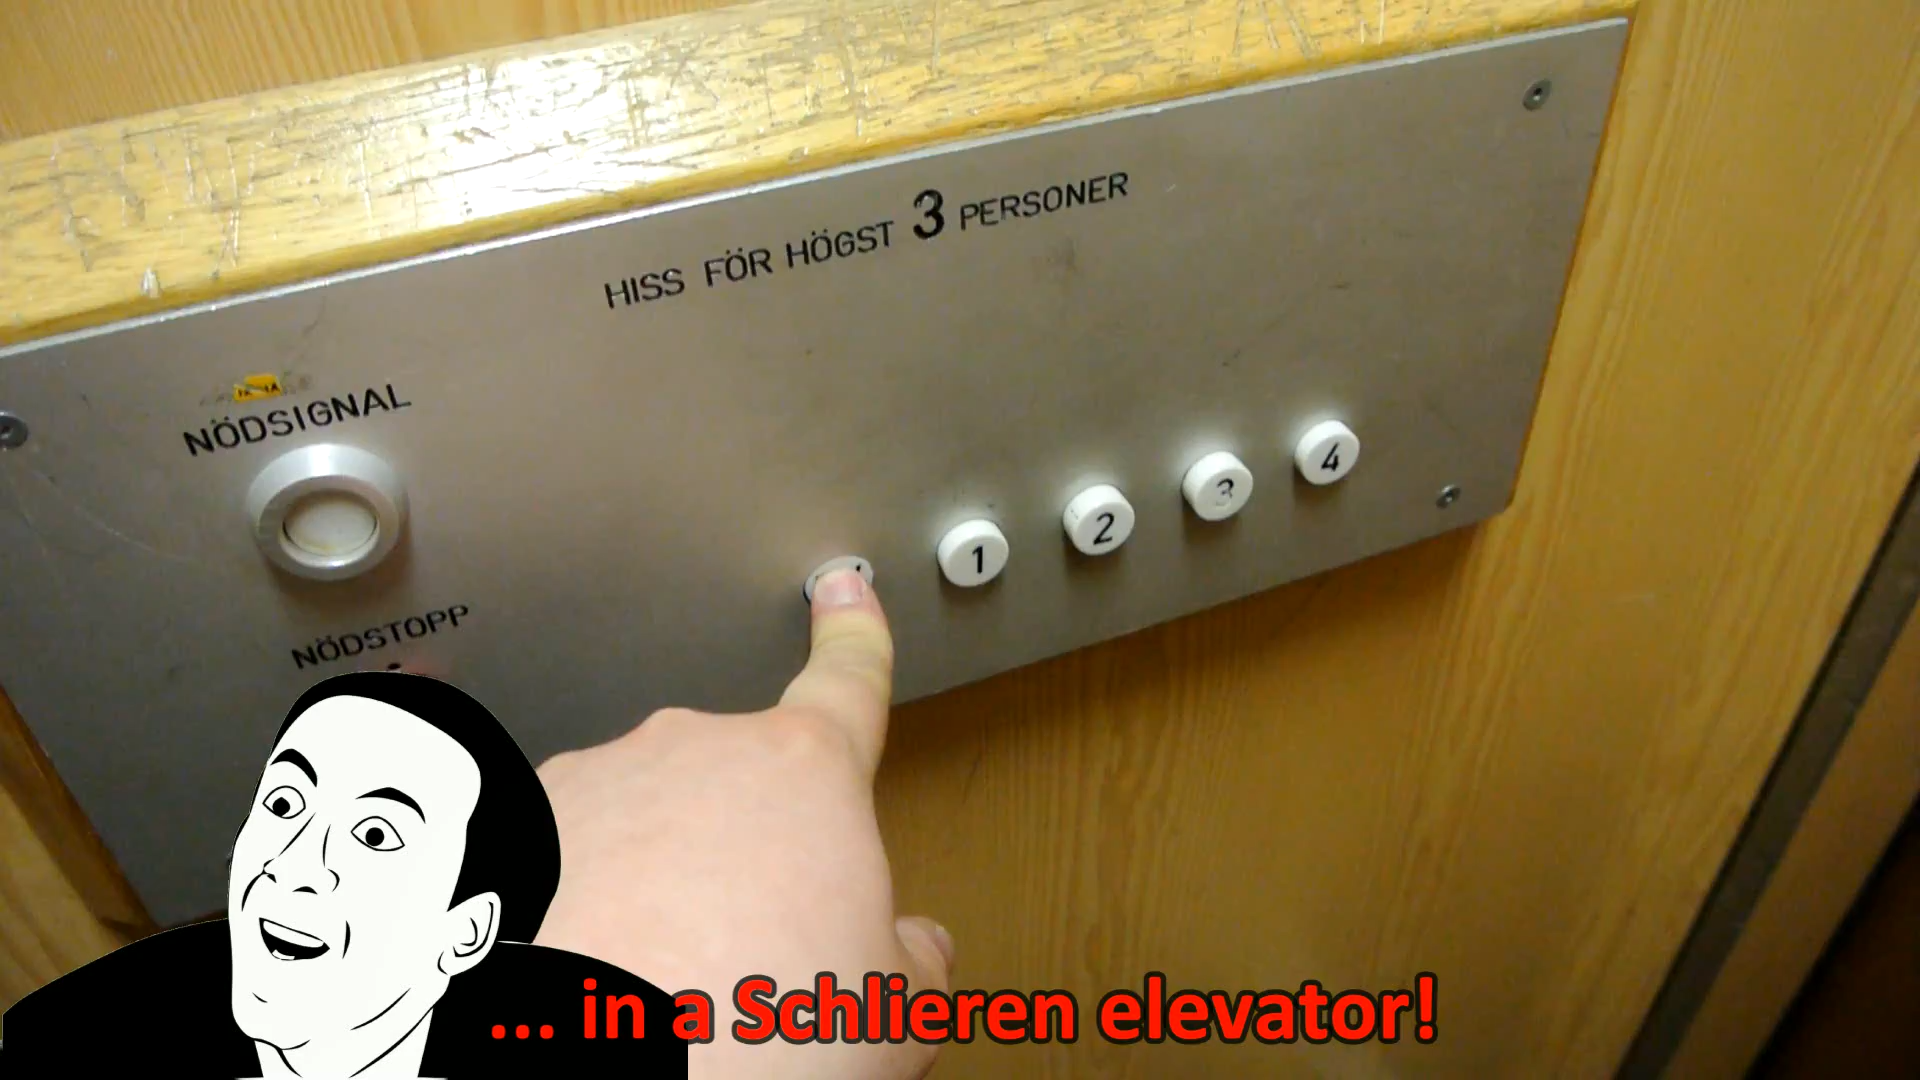 HISS FÖR HÖGST 3 PERSONER
NÖDSIGNAL
1 2 3 4
NÖDSTOPP
... in a Schlieren elevator!